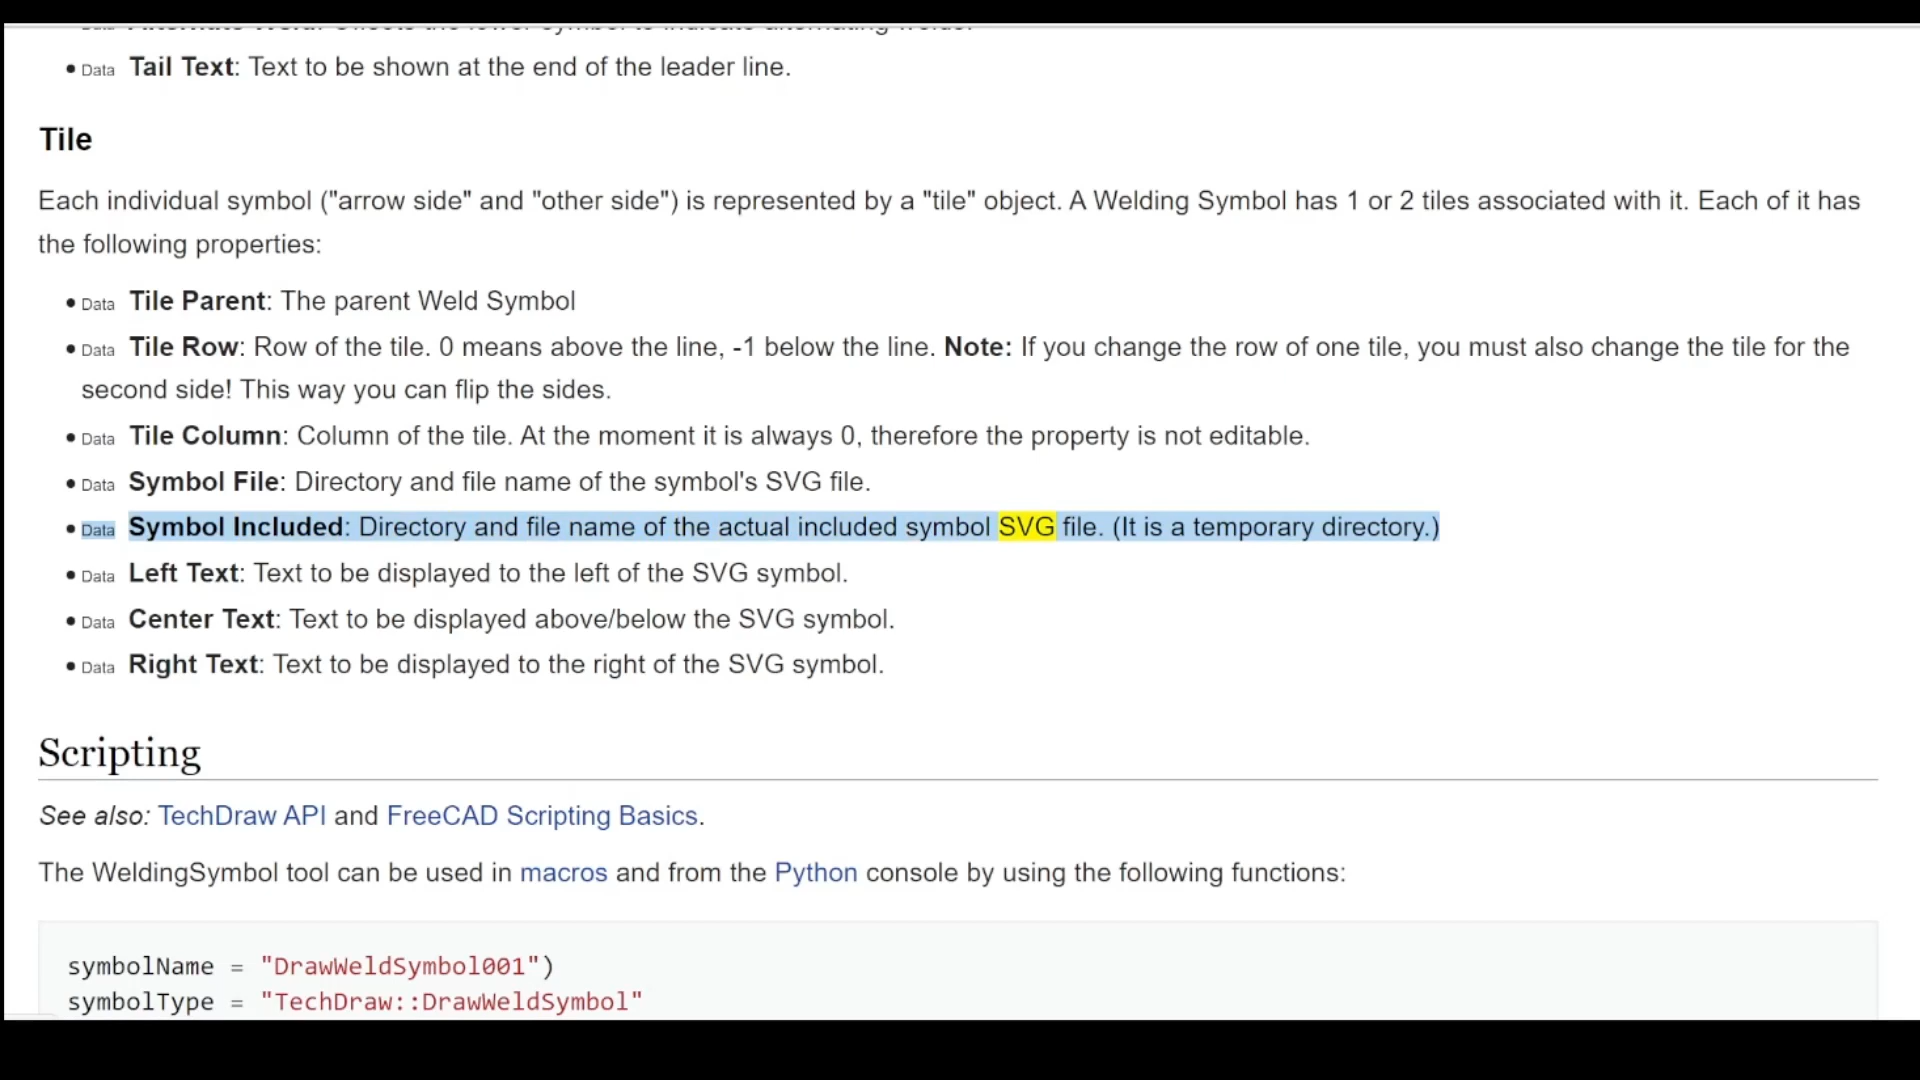 • Data Tail Text: Text to be shown at the end of the leader line.
Tile
Each individual symbol ("arrow side" and "other side") is represented by a "tile" object. A Welding Symbol has 1 or 2 tiles associated with it. Each of it has
the following properties:
• Data Tile Parent: The parent Weld Symbol
• Data Tile Row: Row of the tile. 0 means above the line, -1 below the line. Note: If you change the row of one tile, you must also change the tile for the
second side! This way you can flip the sides.
• Data Tile Column: Column of the tile. At the moment it is always 0, therefore the property is not editable.
• Data Symbol File: Directory and file name of the symbol's SVG file.
• Data Symbol Included: Directory and file name of the actual included symbol SVG file. (It is a temporary directory.)
• Data Left Text: Text to be displayed to the left of the SVG symbol.
• Data Center Text: Text to be displayed above/below the SVG symbol.
• Data Right Text: Text to be displayed to the right of the SVG symbol.
Scripting
See also: TechDraw API and FreeCAD Scripting Basics.
The WeldingSymbol tool can be used in macros and from the Python console by using the following functions:
symbolName = "DrawWeldSymbol001")
symbolType = "TechDraw::DrawWeldSymbol"